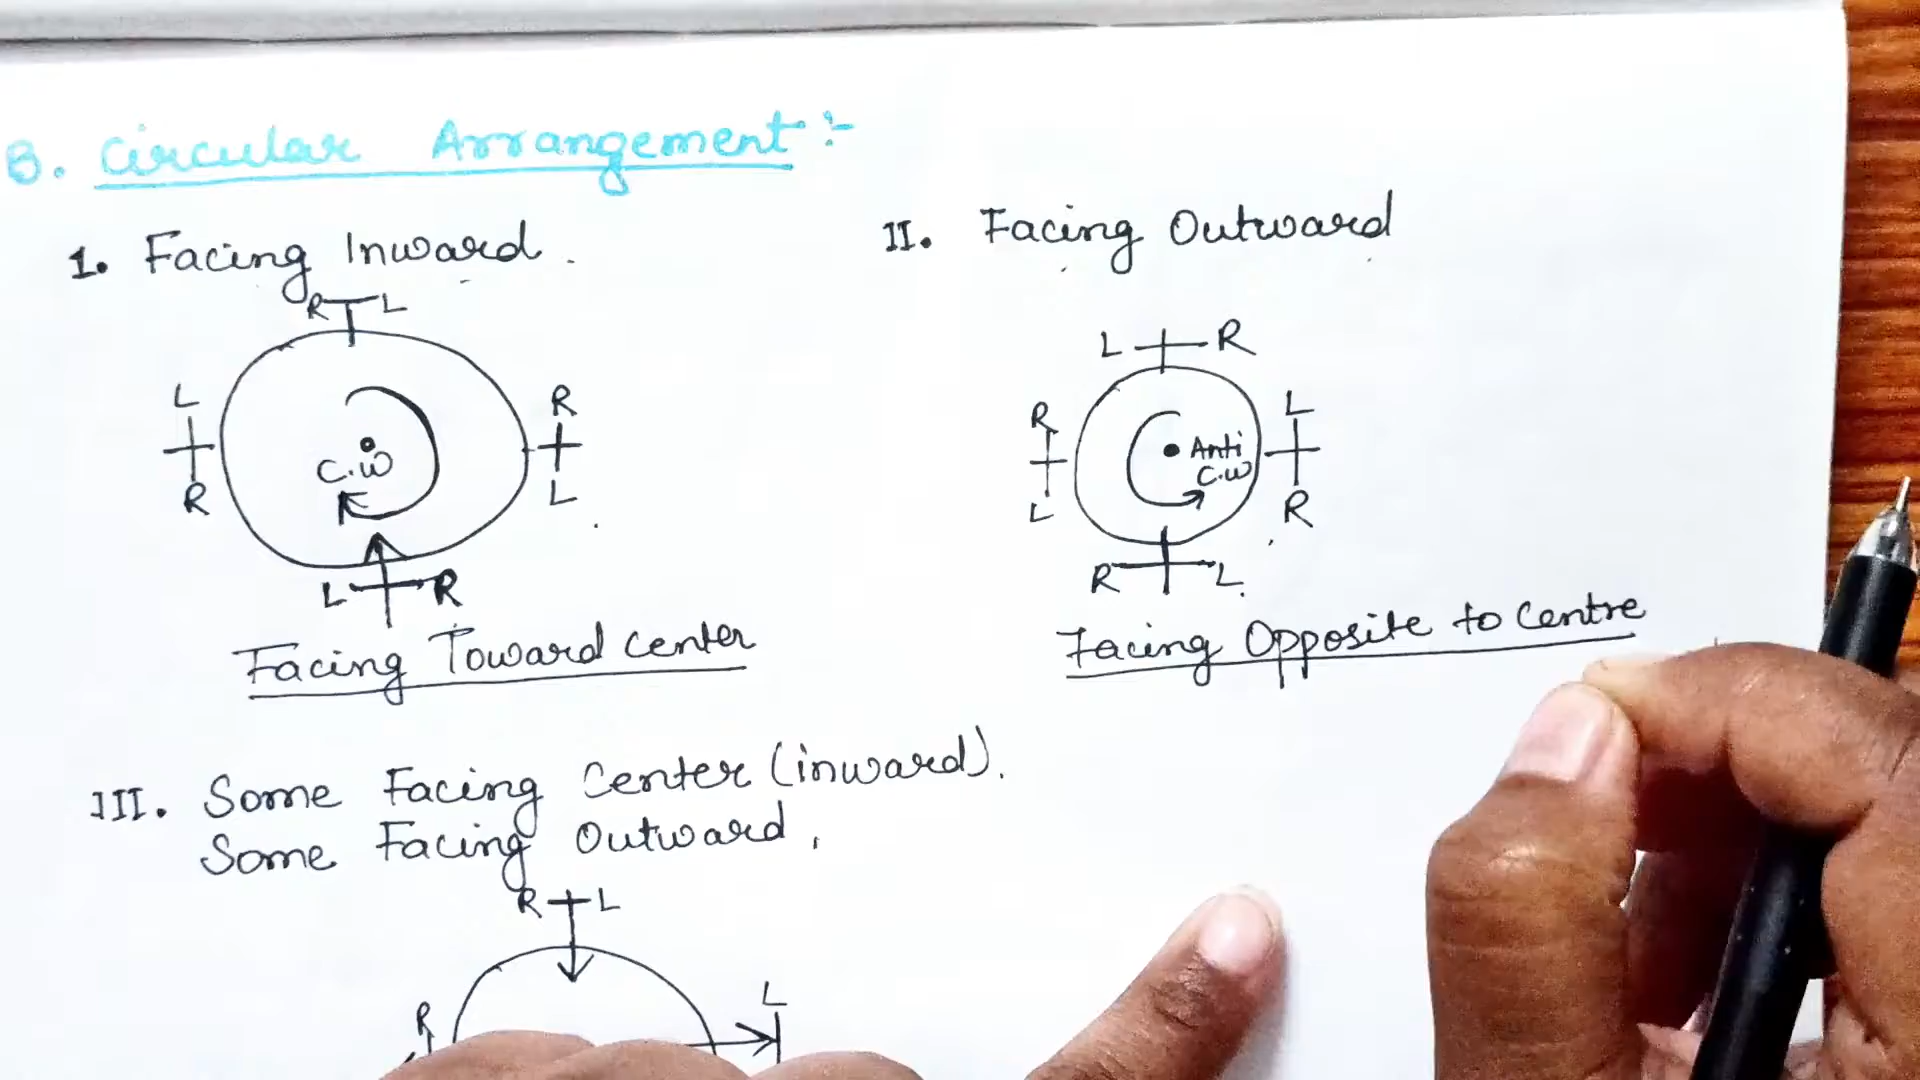 B. Circular Arrangement :-
1. Facing Inward
II. Facing Outward
R L
L R
L
R
R
L
C.W
R
L
L
R
Anti
C.W
L R
R L
Facing Toward center
Facing Opposite to Centre
III. Some Facing Center (inward).
Some Facing Outward,
R L
R
L